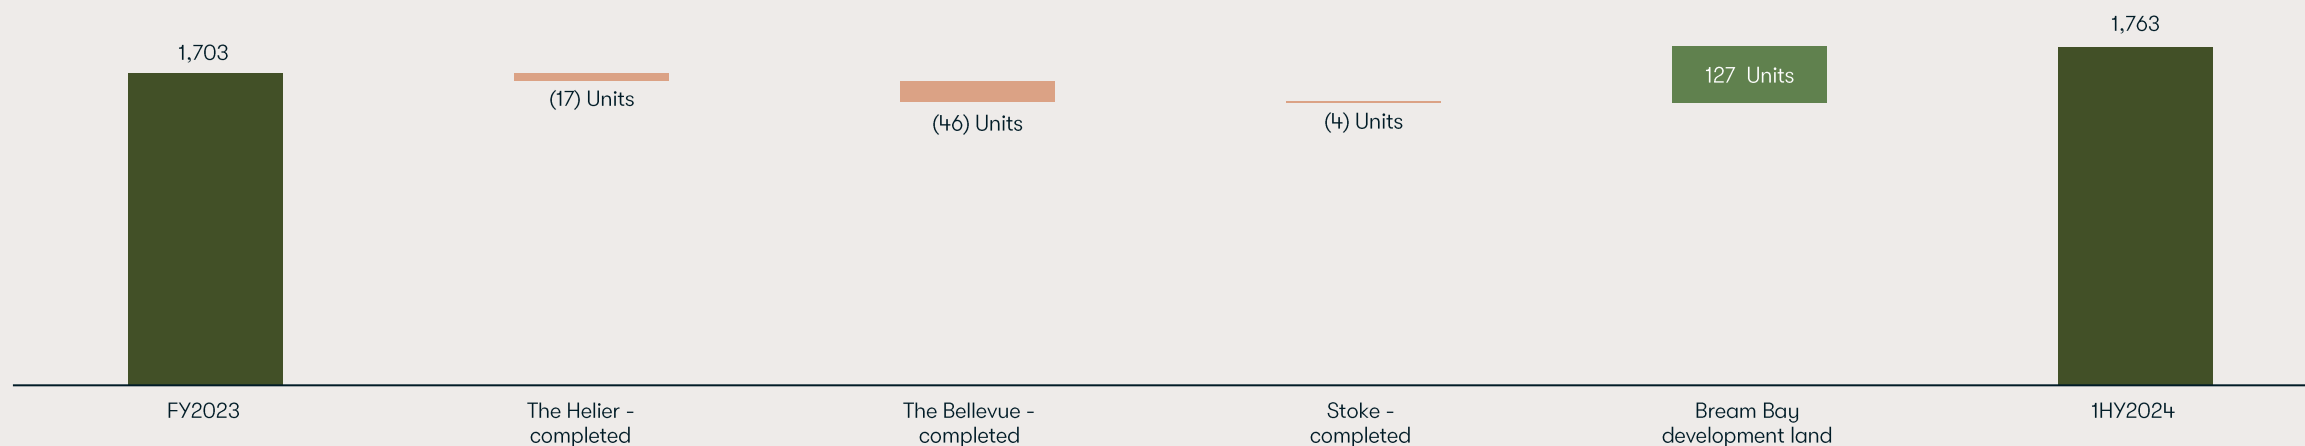 1,703
(17) Units
(46) Units
(4) Units
127 Units
1,763
FY2023
The Helier -
completed
The Bellevue -
completed
Stoke -
completed
Bream Bay
development land
1HY2024